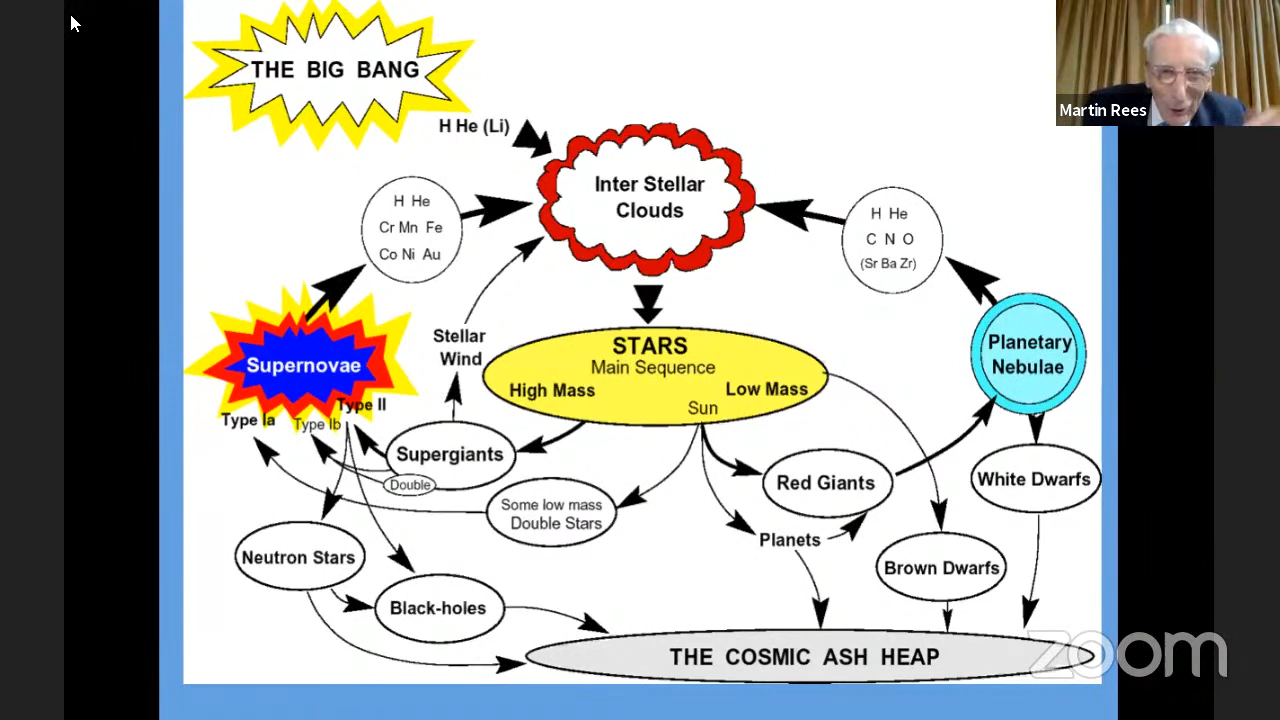 THE BIG BANG
Martin Rees
H He (Li)
Inter Stellar
Clouds
H He
Cr Mn Fe
Co Ni Au
H He
C N O
(Sr Ba Zr)
Supernovae
Type Ia
Type Ib
Type II
Stellar
Wind
STARS
Main Sequence
High Mass
Low Mass
Sun
Planetary
Nebulae
Supergiants
Double
Some low mass
Double Stars
Red Giants
White Dwarfs
Planets
Neutron Stars
Black-holes
Brown Dwarfs
THE COSMIC ASH HEAP
zoom